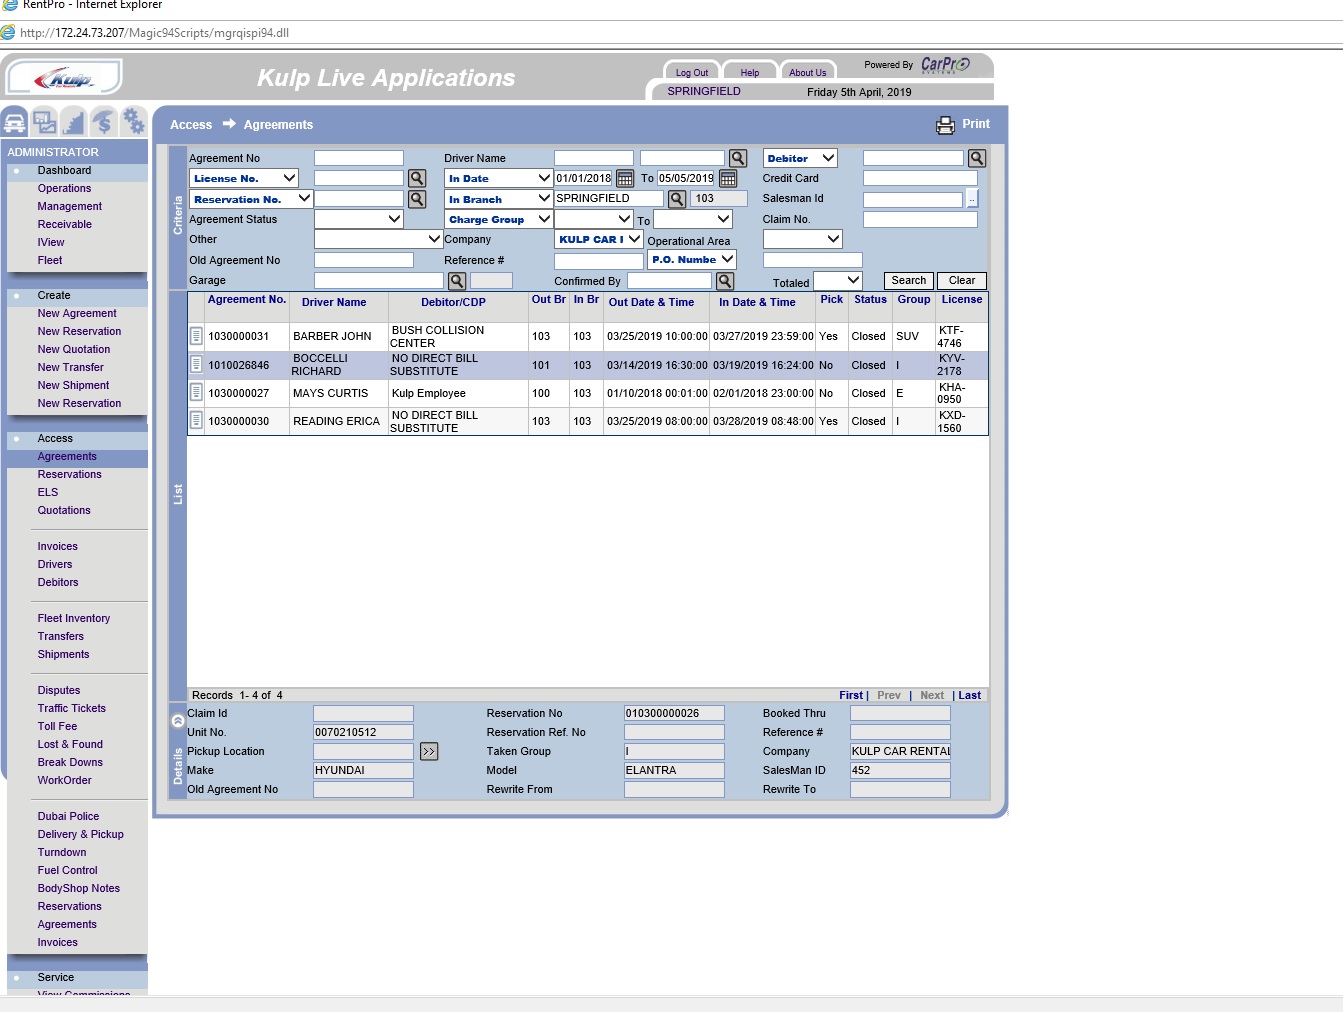 RentPro - Internet Explorer
http://172.24.73.207/Magic94Scripts/mgrqispi94.dll
Kulp
Kulp Live Applications
Log Out
Help
About Us
Powered By CarPro SYSTEMS
SPRINGFIELD
Friday 5th April, 2019
Access → Agreements
Print
ADMINISTRATOR
Dashboard
Operations
Management
Receivable
IView
Fleet
Create
New Agreement
New Reservation
New Quotation
New Transfer
New Shipment
New Reservation
Access
Agreements
Reservations
ELS
Quotations
Invoices
Drivers
Debitors
Fleet Inventory
Transfers
Shipments
Disputes
Traffic Tickets
Toll Fee
Lost & Found
Break Downs
WorkOrder
Dubai Police
Delivery & Pickup
Turndown
Fuel Control
BodyShop Notes
Reservations
Agreements
Invoices
Service
View Commissions
Criteria
Agreement No Driver Name Debitor
License No. In Date 01/01/2018 To 05/05/2019 Credit Card
Reservation No. In Branch SPRINGFIELD 103 Salesman Id ..
Agreement Status Charge Group To Claim No.
Other Company KULP CAR I Operational Area
Old Agreement No Reference # P.O. Numbe
Garage Confirmed By Totaled Search Clear
List
Agreement No. Driver Name Debitor/CDP Out Br In Br Out Date & Time In Date & Time Pick Status Group License
1030000031 BARBER JOHN BUSH COLLISION CENTER 103 103 03/25/2019 10:00:00 03/27/2019 23:59:00 Yes Closed SUV KTF-4746
1010026846 BOCCELLI RICHARD NO DIRECT BILL SUBSTITUTE 101 103 03/14/2019 16:30:00 03/19/2019 16:24:00 No Closed I KYV-2178
1030000027 MAYS CURTIS Kulp Employee 100 103 01/10/2018 00:01:00 02/01/2018 23:00:00 No Closed E KHA-0950
1030000030 READING ERICA NO DIRECT BILL SUBSTITUTE 103 103 03/25/2019 08:00:00 03/28/2019 08:48:00 Yes Closed I KXD-1560
Records 1- 4 of 4 First | Prev | Next | Last
Details
Claim Id Reservation No 010300000026 Booked Thru
Unit No. 0070210512 Reservation Ref. No Reference #
Pickup Location >> Taken Group I Company KULP CAR RENTAL
Make HYUNDAI Model ELANTRA SalesMan ID 452
Old Agreement No Rewrite From Rewrite To